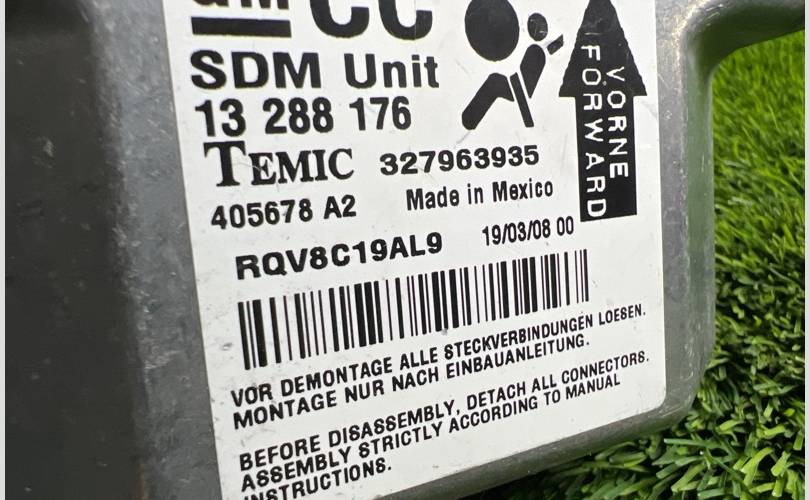 GM CC
SDM Unit
13 288 176
TEMIC 327963935
405678 A2 Made in Mexico
RQV8C19AL9 19/03/08 00
VORNE
FORWARD
VOR DEMONTAGE ALLE STECKVERBINDUNGEN LOESEN.
MONTAGE NUR NACH EINBAUANLEITUNG.
BEFORE DISASSEMBLY, DETACH ALL CONNECTORS.
ASSEMBLY STRICTLY ACCORDING TO MANUAL
INSTRUCTIONS.